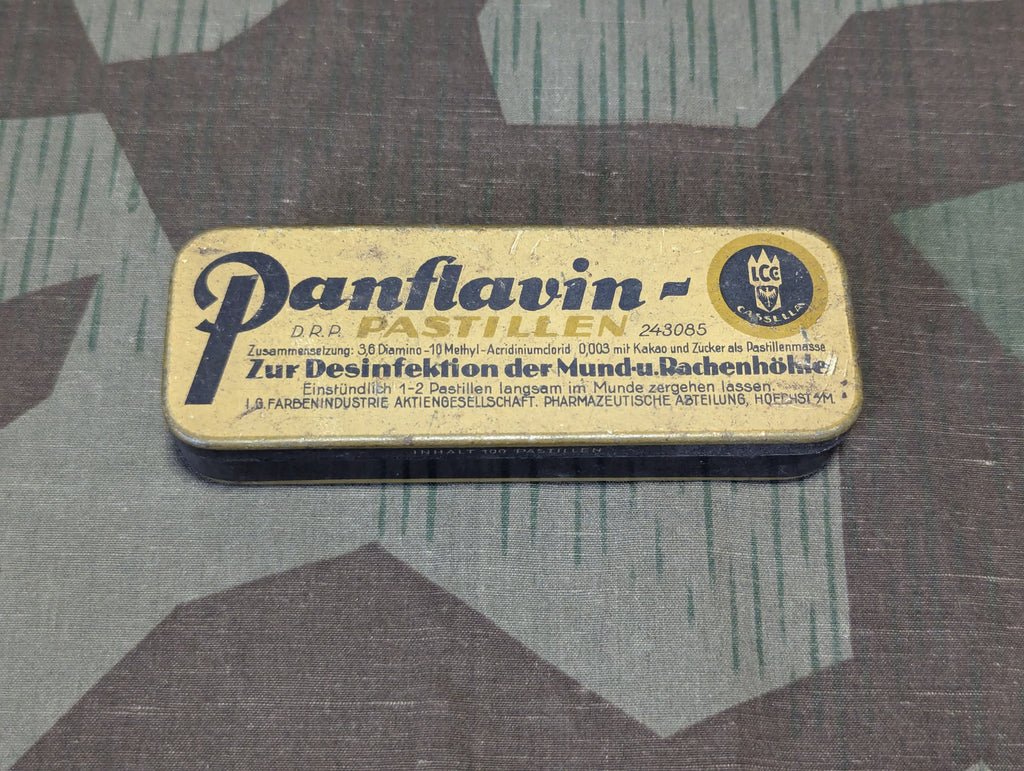 Panflavin-
D.R.P. PASTILLEN 243085
LCC
CASSELLA
Zusammensetzung: 3,6 Diamino-10 Methyl-Acridiniumclorid 0,003 mit Kakao und Zucker als Pastillenmasse
Zur Desinfektion der Mund-u.Rachenhöhle
Einstündlich 1-2 Pastillen langsam im Munde zergehen lassen.
I.G. FARBENINDUSTRIE AKTIENGESELLSCHAFT. PHARMAZEUTISCHE ABTEILUNG, HOECHST a/M.
INHALT 100 PASTILLEN